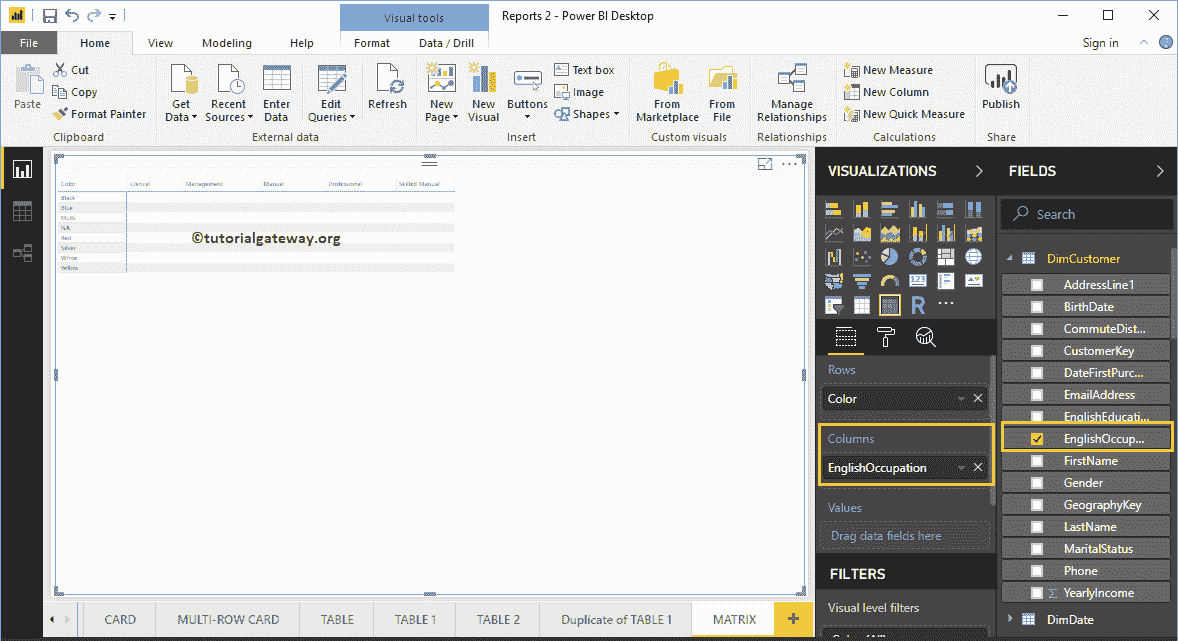 Visual tools
Reports 2 - Power BI Desktop
File
Home
View
Modeling
Help
Format
Data / Drill
Sign in
Paste
Cut
Copy
Format Painter
Clipboard
Get
Data
Recent
Sources
Enter
Data
Edit
Queries
External data
Refresh
New
Page
New
Visual
Buttons
Text box
Image
Shapes
Insert
From
Marketplace
From
File
Custom visuals
Manage
Relationships
Relationships
New Measure
New Column
New Quick Measure
Calculations
Publish
Share
Color Clerical Management Manual Professional Skilled Manual
Black
Blue
Multi
NA
Red
Silver
White
Yellow
©tutorialgateway.org
VISUALIZATIONS
123
R
Rows
Color
Columns
EnglishOccupation
Values
Drag data fields here
FILTERS
Visual level filters
Color(All)
FIELDS
Search
DimCustomer
AddressLine1
BirthDate
CommuteDist...
CustomerKey
DateFirstPurc...
EmailAddress
EnglishEducati...
EnglishOccup...
FirstName
Gender
GeographyKey
LastName
MaritalStatus
Phone
Σ YearlyIncome
DimDate
CARD
MULTI-ROW CARD
TABLE
TABLE 1
TABLE 2
Duplicate of TABLE 1
MATRIX